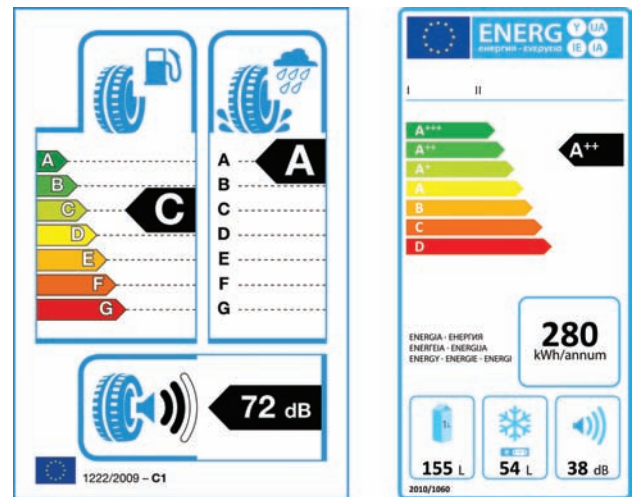 A
B
C
D
E
F
G
C
A
B
C
D
E
F
G
A
72 dB
1222/2009 – C1
ENERG Y UA
енергия · ενεργεια IE IA
I II
A+++
A++
A+
A
B
C
D
A++
ENERGIA · ЕНЕРГИЯ
ΕΝΕΡΓΕΙΑ · ENERGIJA
ENERGY · ENERGIE · ENERGI
280
kWh/annum
155 L
54 L
38 dB
2010/1060